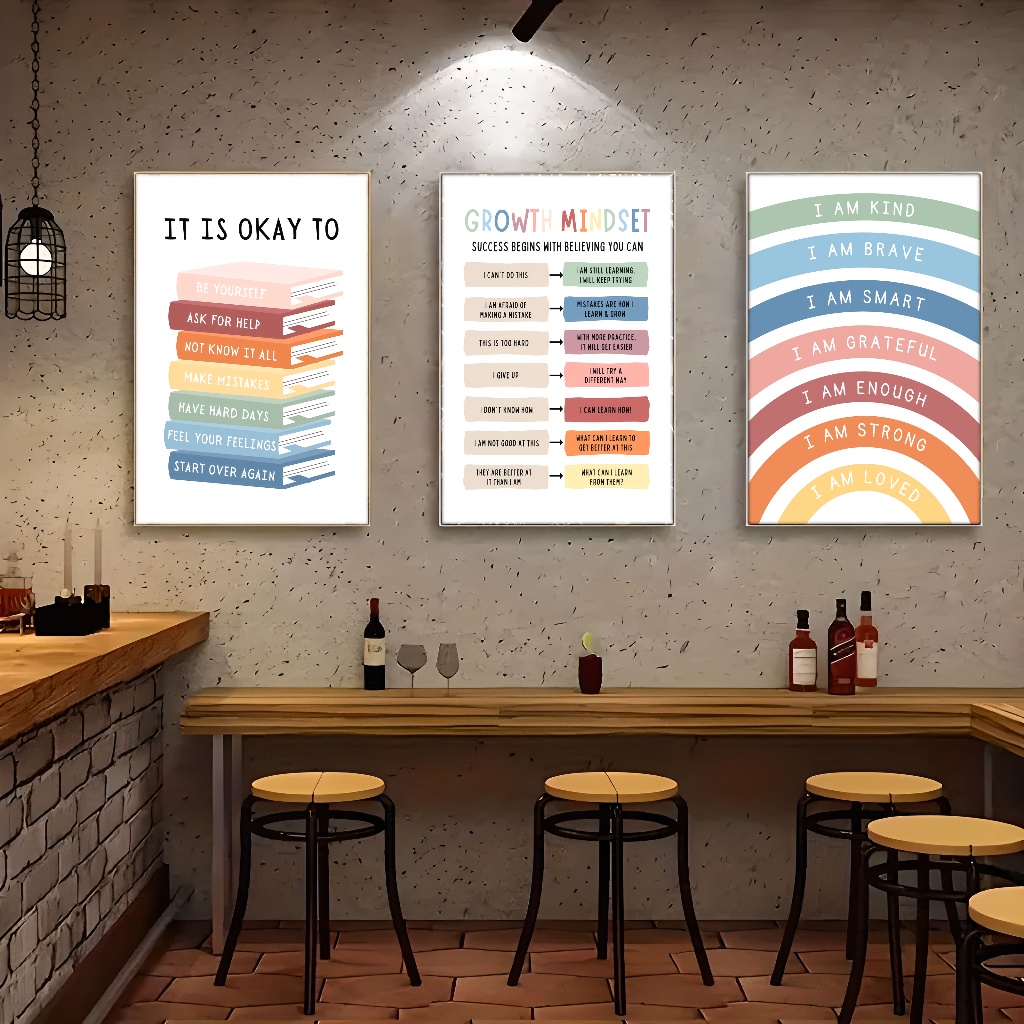 IT IS OKAY TO
BE YOURSELF
ASK FOR HELP
NOT KNOW IT ALL
MAKE MISTAKES
HAVE HARD DAYS
FEEL YOUR FEELINGS
START OVER AGAIN
GROWTH MINDSET
SUCCESS BEGINS WITH BELIEVING YOU CAN
I CAN'T DO THIS
I AM STILL LEARNING,
I WILL KEEP TRYING
I AM AFRAID OF
MAKING A MISTAKE
MISTAKES ARE HOW I
LEARN & GROW
THIS IS TOO HARD
WITH MORE PRACTICE,
IT WILL GET EASIER
I GIVE UP
I WILL TRY A
DIFFERENT WAY
I DON'T KNOW HOW
I CAN LEARN HOW!
I AM NOT GOOD AT THIS
WHAT CAN I LEARN TO
GET BETTER AT THIS
THEY ARE BETTER AT
IT THAN I AM
WHAT CAN I LEARN
FROM THEM?
I AM KIND
I AM BRAVE
I AM SMART
I AM GRATEFUL
I AM ENOUGH
I AM STRONG
I AM LOVED